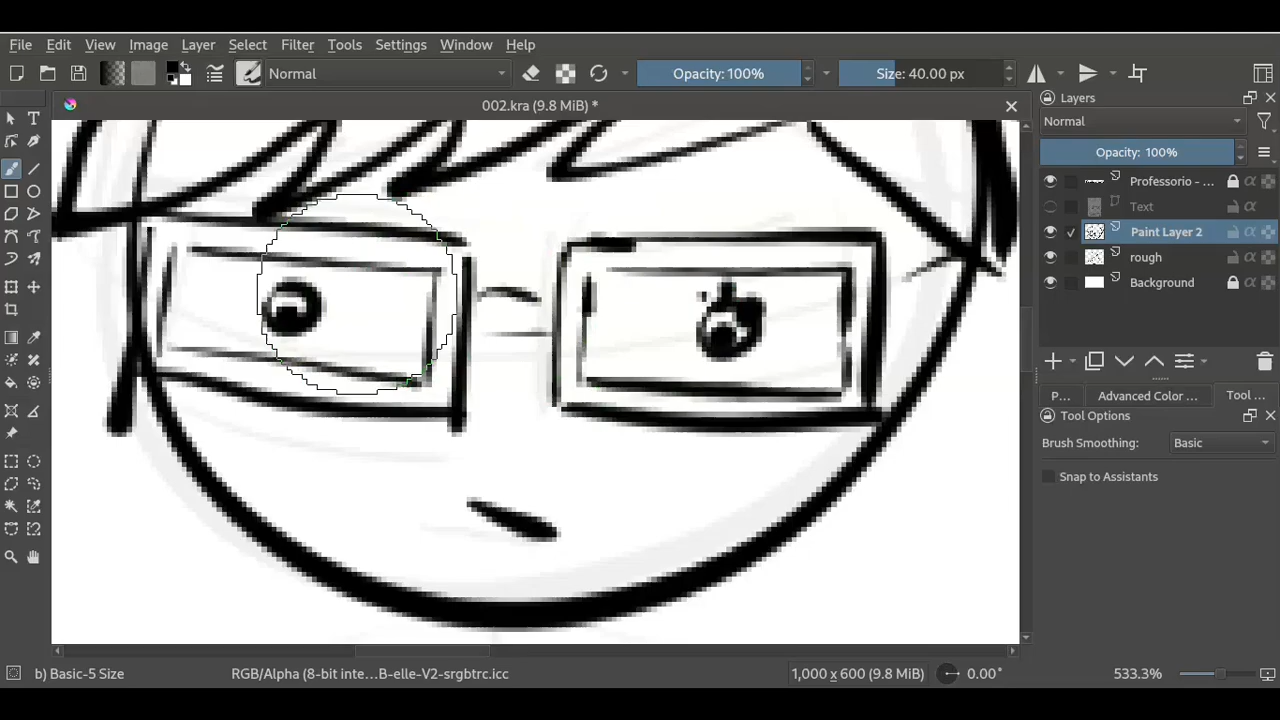 File Edit View Image Layer Select Filter Tools Settings Window Help
Normal Opacity: 100% Size: 40.00 px
002.kra (9.8 MiB) *
Layers
Normal
Opacity: 100%
Professorio - ...
Text
Paint Layer 2
rough
Background
P... Advanced Color ... Tool ...
Tool Options
Brush Smoothing: Basic
Snap to Assistants
b) Basic-5 Size RGB/Alpha (8-bit inte...B-elle-V2-srgbtrc.icc 1,000 x 600 (9.8 MiB) 0.00° 533.3%